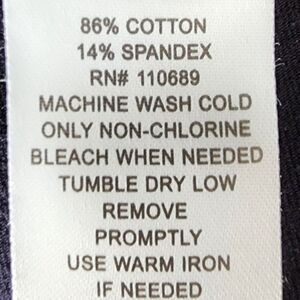 86% COTTON
14% SPANDEX
RN# 110689
MACHINE WASH COLD
ONLY NON-CHLORINE
BLEACH WHEN NEEDED
TUMBLE DRY LOW
REMOVE
PROMPTLY
USE WARM IRON
IF NEEDED